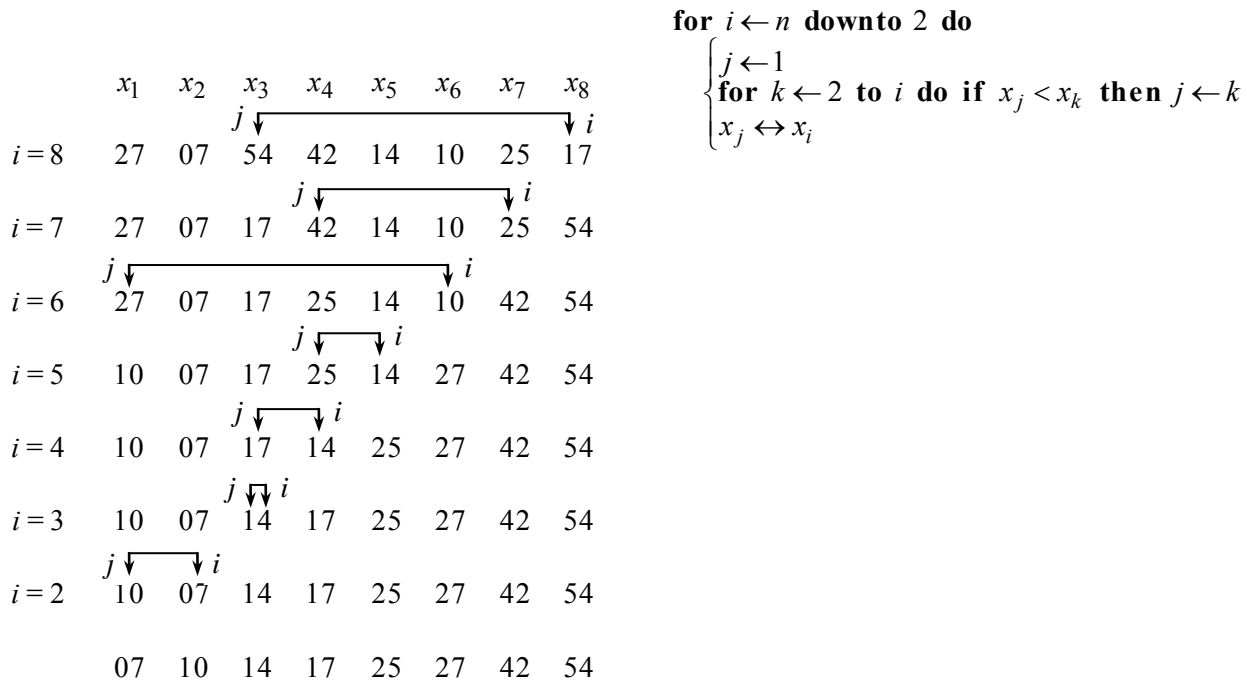 for i ← n downto 2 do
j ← 1
for k ← 2 to i do if x_j < x_k then j ← k
x_j ↔ x_i
x1 x2 x3 x4 x5 x6 x7 x8
j i
i = 8 27 07 54 42 14 10 25 17
j i
i = 7 27 07 17 42 14 10 25 54
j i
i = 6 27 07 17 25 14 10 42 54
j i
i = 5 10 07 17 25 14 27 42 54
j i
i = 4 10 07 17 14 25 27 42 54
j i
i = 3 10 07 14 17 25 27 42 54
j i
i = 2 10 07 14 17 25 27 42 54
07 10 14 17 25 27 42 54